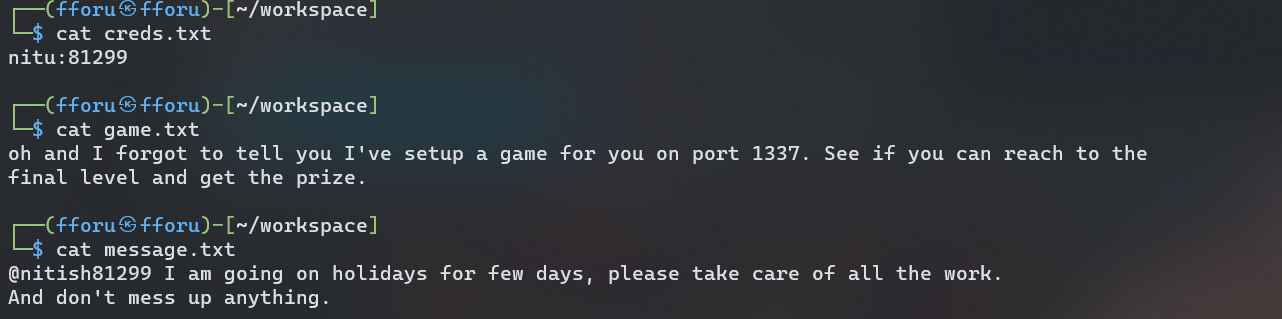 ┌──(fforu㉿fforu)-[~/workspace]
└─$ cat creds.txt
nitu:81299
┌──(fforu㉿fforu)-[~/workspace]
└─$ cat game.txt
oh and I forgot to tell you I've setup a game for you on port 1337. See if you can reach to the
final level and get the prize.
┌──(fforu㉿fforu)-[~/workspace]
└─$ cat message.txt
@nitish81299 I am going on holidays for few days, please take care of all the work.
And don't mess up anything.